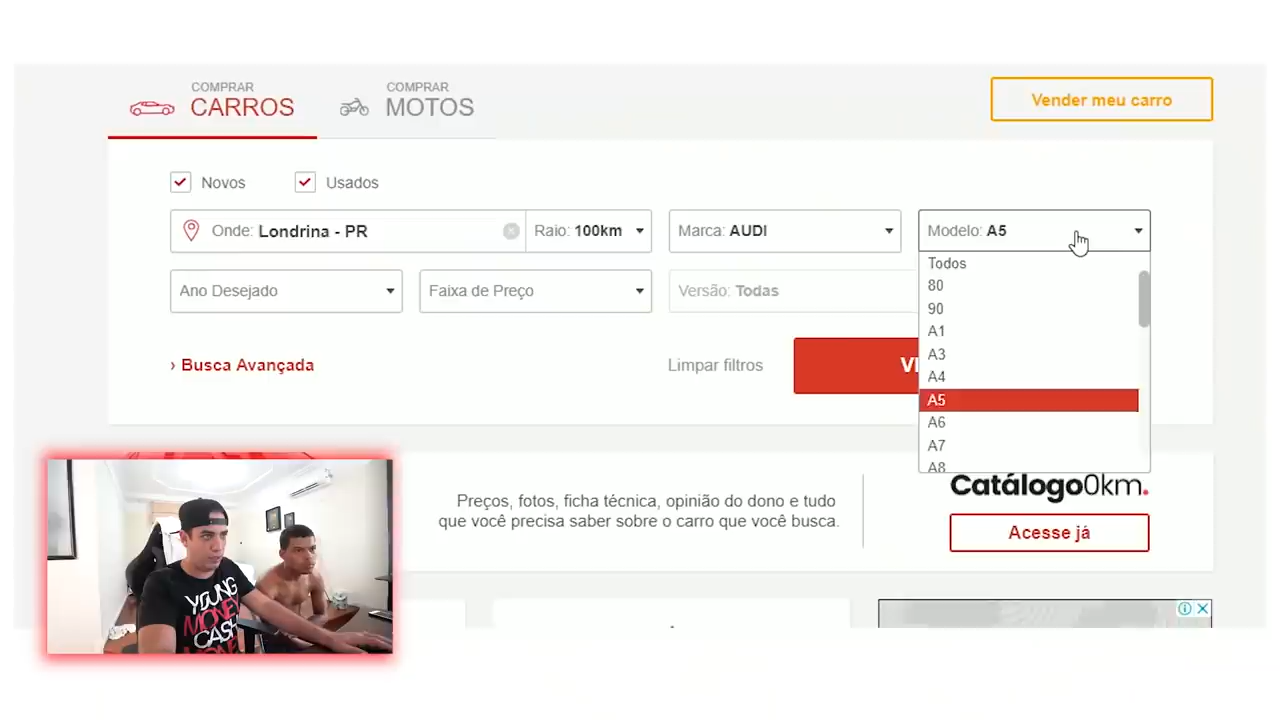 COMPRAR
CARROS
COMPRAR
MOTOS
Vender meu carro
Novos
Usados
Onde: Londrina - PR
Raio: 100km
Marca: AUDI
Modelo: A5
Todos
80
90
A1
A3
A4
A5
A6
A7
A8
Ano Desejado
Faixa de Preço
Versão: Todas
› Busca Avançada
Limpar filtros
Preços, fotos, ficha técnica, opinião do dono e tudo
que você precisa saber sobre o carro que você busca.
Catálogo0km.
Acesse já
YOUNG
MONEY
CASH
MONEY